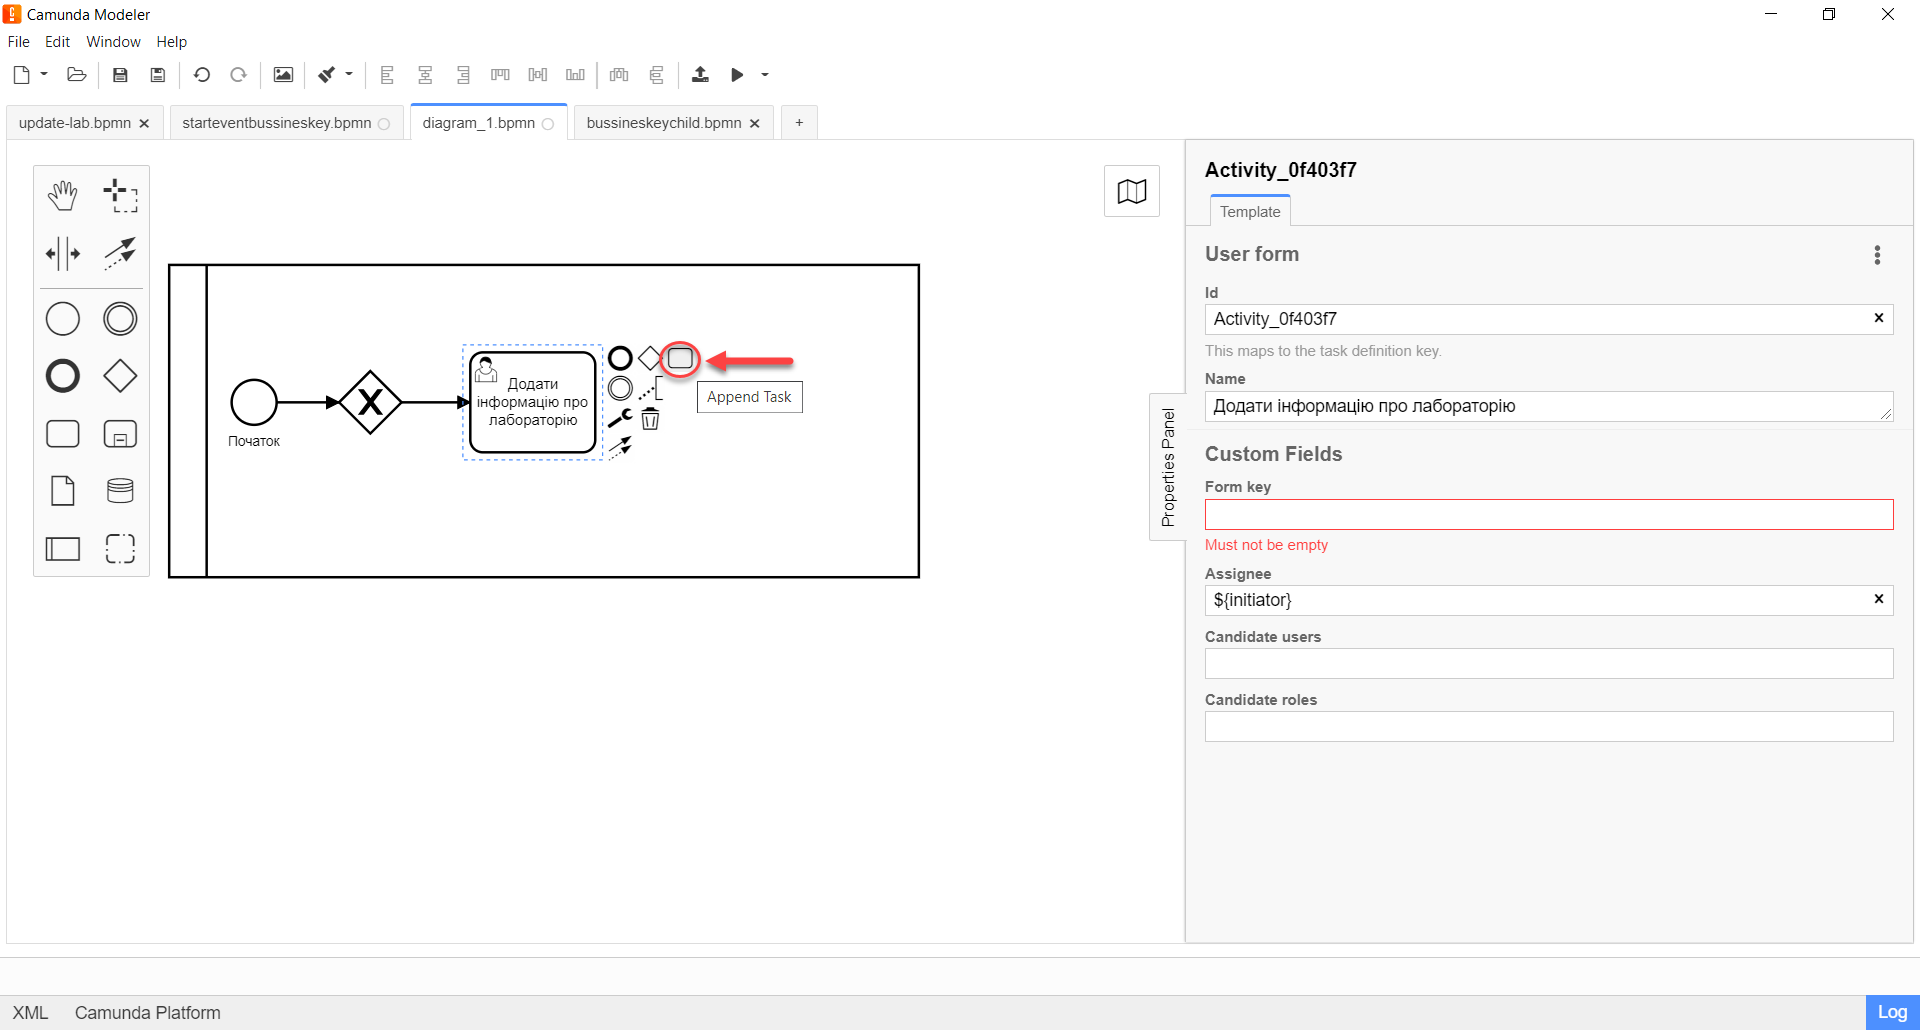 Camunda Modeler
File Edit Window Help
update-lab.bpmn
starteventbussineskey.bpmn
diagram_1.bpmn
bussineskeychild.bpmn
+
Початок
X
Додати
інформацію про
лабораторію
Append Task
Properties Panel
Activity_0f403f7
Template
User form
Id
Activity_0f403f7
This maps to the task definition key.
Name
Додати інформацію про лабораторію
Custom Fields
Form key
Must not be empty
Assignee
${initiator}
Candidate users
Candidate roles
XML Camunda Platform
Log